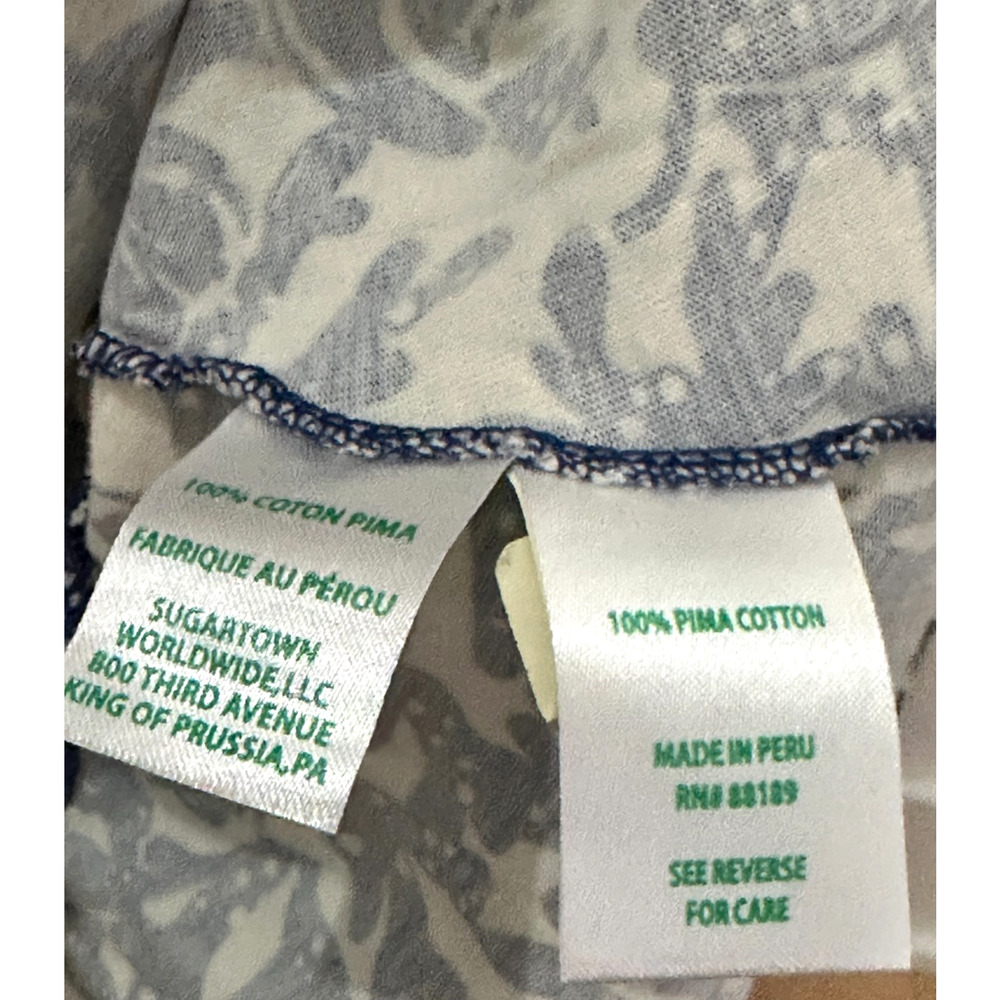 100% COTON PIMA
FABRIQUE AU PÉROU
SUGARTOWN
WORLDWIDE,LLC
800 THIRD AVENUE
KING OF PRUSSIA,PA
100% PIMA COTTON
MADE IN PERU
RN# 88189
SEE REVERSE
FOR CARE